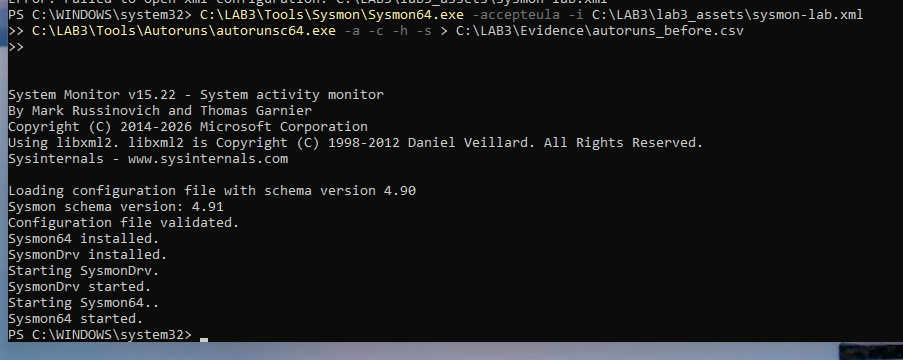 Error: Failed to open xml configuration: C:\LAB3\lab3_assets\sysmon-lab.xml
PS C:\WINDOWS\system32> C:\LAB3\Tools\Sysmon\Sysmon64.exe -accepteula -i C:\LAB3\lab3_assets\sysmon-lab.xml
>> C:\LAB3\Tools\Autoruns\autorunsc64.exe -a -c -h -s > C:\LAB3\Evidence\autoruns_before.csv
>>
System Monitor v15.22 - System activity monitor
By Mark Russinovich and Thomas Garnier
Copyright (C) 2014-2026 Microsoft Corporation
Using libxml2. libxml2 is Copyright (C) 1998-2012 Daniel Veillard. All Rights Reserved.
Sysinternals - www.sysinternals.com
Loading configuration file with schema version 4.90
Sysmon schema version: 4.91
Configuration file validated.
Sysmon64 installed.
SysmonDrv installed.
Starting SysmonDrv.
SysmonDrv started.
Starting Sysmon64..
Sysmon64 started.
PS C:\WINDOWS\system32>